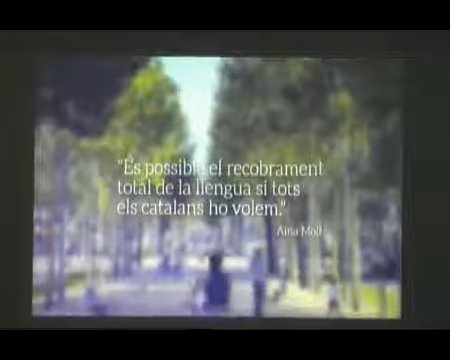 "És possible el recobrament
total de la llengua si tots
els catalans ho volem."
Aina Moll